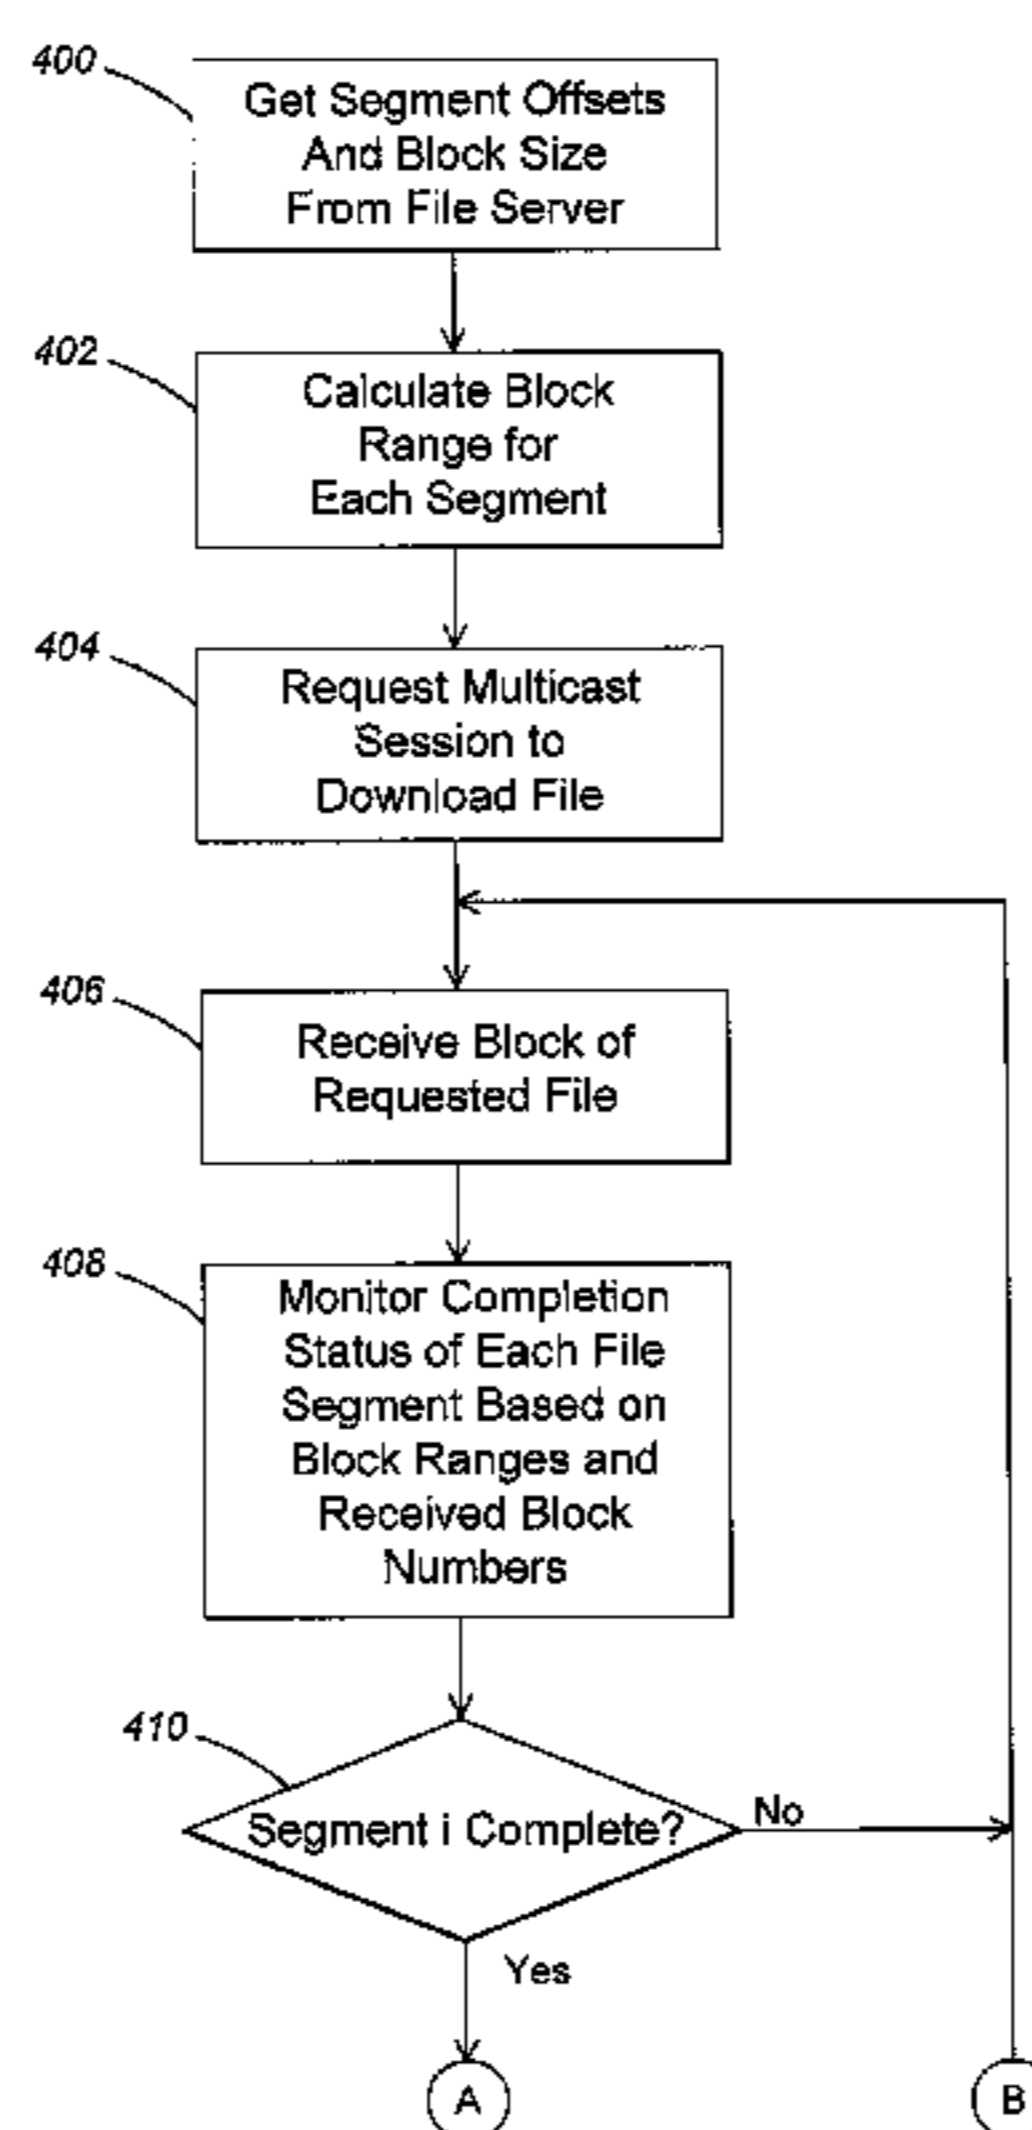 400
Get Segment Offsets
And Block Size
From File Server
402
Calculate Block
Range for
Each Segment
404
Request Multicast
Session to
Download File
406
Receive Block of
Requested File
408
Monitor Completion
Status of Each File
Segment Based on
Block Ranges and
Received Block
Numbers
410
Segment i Complete?
No
Yes
A
B